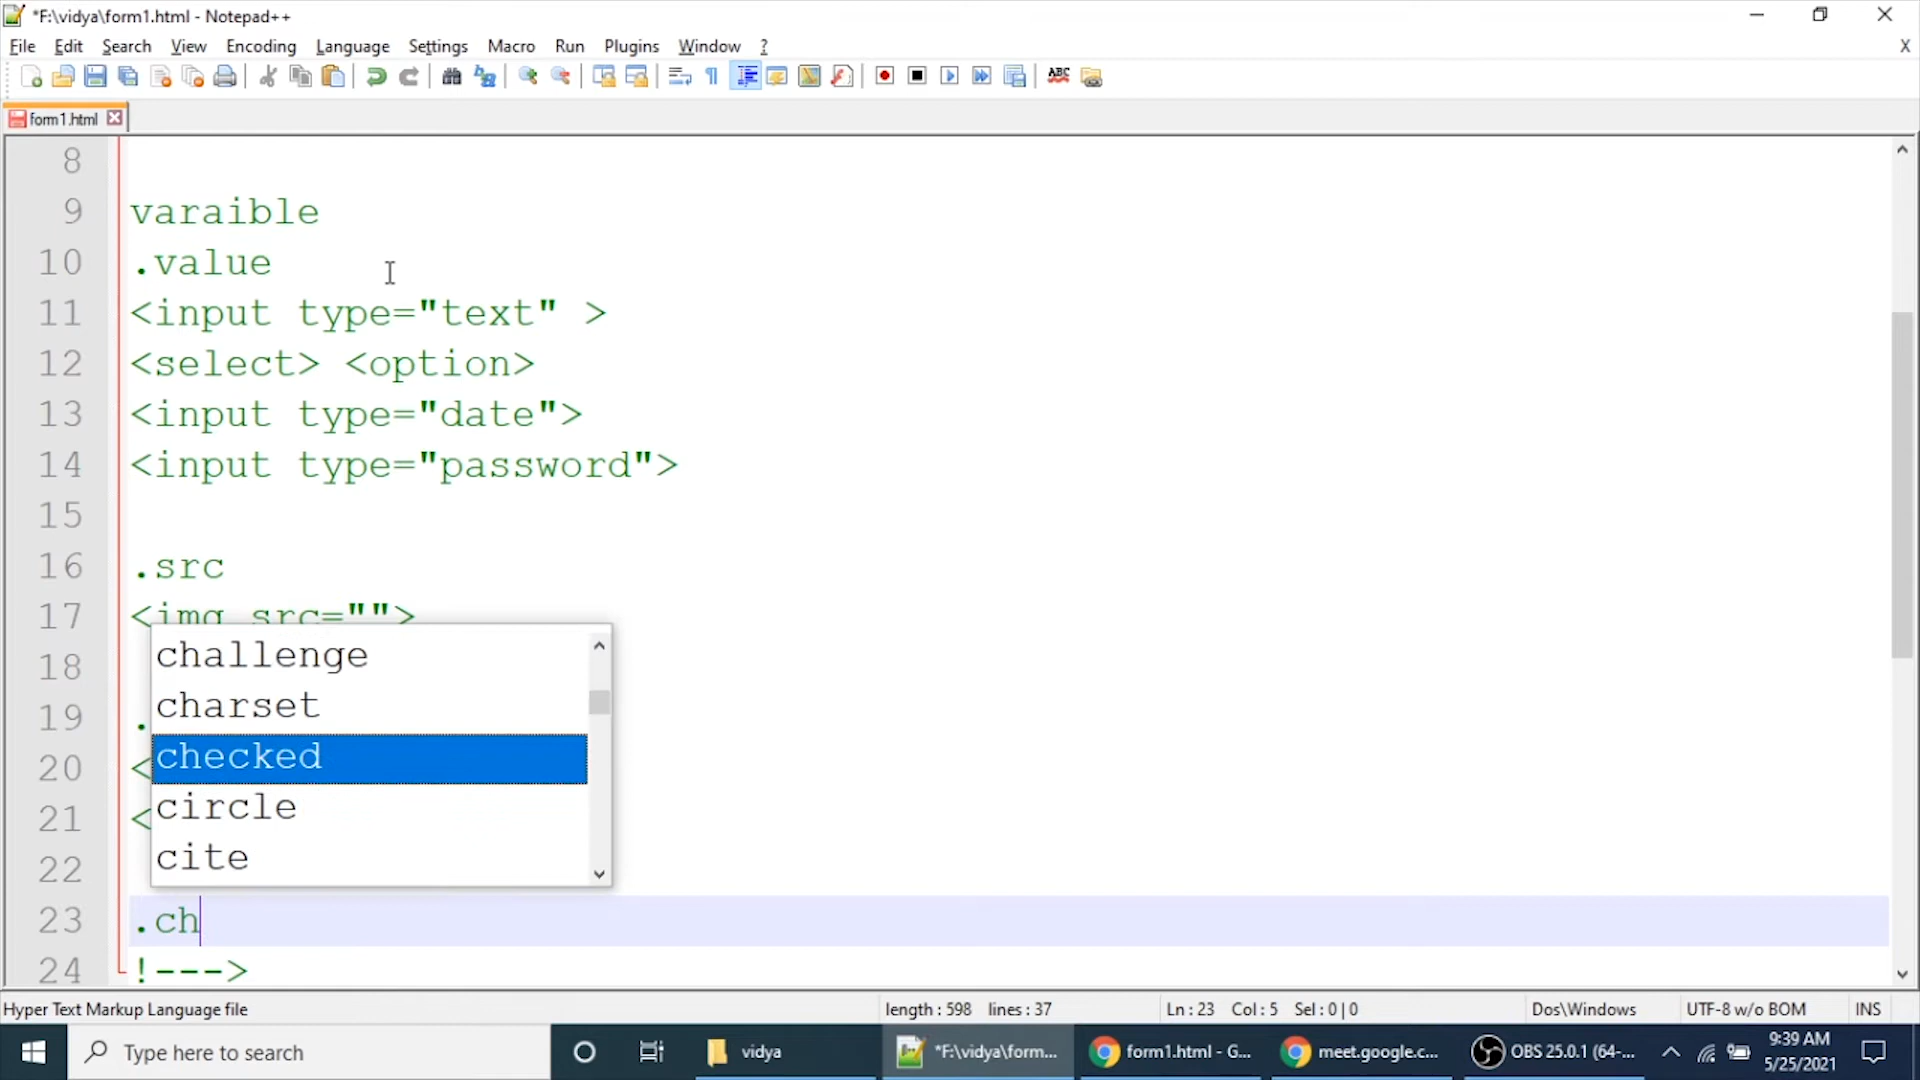 *F:\vidya\form1.html - Notepad++
File Edit Search View Encoding Language Settings Macro Run Plugins Window ? X
ABC
form1.html
8
9 varaible
10 .value
11 <input type="text" >
12 <select> <option>
13 <input type="date">
14 <input type="password">
15
16 .src
17 <img src="">
18 challenge
charset
19 .
checked
20 <
circle
21 <
cite
22
23 .ch
24 !--->
Hyper Text Markup Language file length : 598 lines : 37 Ln : 23 Col : 5 Sel : 0 | 0 Dos\Windows UTF-8 w/o BOM INS
Type here to search vidya *F:\vidya\form... form1.html - G... meet.google.c... OBS 25.0.1 (64-... 9:39 AM
5/25/2021